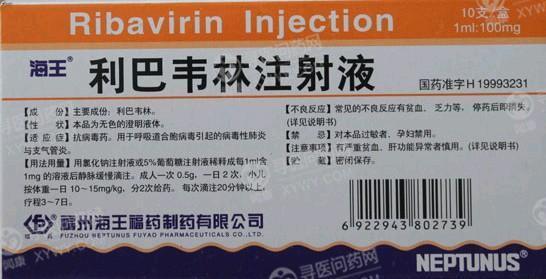 Ribavirin Injection
10支/盒
1ml:100mg
海王 利巴韦林注射液
国药准字H19993231
【成 份】主要成份：利巴韦林。
【性 状】本品为无色的澄明液体。
【适 应 症】抗病毒药。用于呼吸道合胞病毒引起的病毒性肺炎
与支气管炎。
【用法用量】用氯化钠注射液或5%葡萄糖注射液稀释成每1ml含
1mg的溶液后静脉缓慢滴注。成人一次0.5g，一日2次，小儿
按体重一日10～15mg/kg，分2次给药。每次滴注20分钟以上，
疗程3～7日。
【不良反应】常见的不良反应有贫血、乏力等，停药后即消失。
（详见说明书）
【禁 忌】对本品过敏者、孕妇禁用。
【注意事项】有严重贫血、肝功能异常者慎用。（详见说明书）
【贮 藏】密闭保存。
福州海王福药制药有限公司
FUZHOU NEPTUNUS FUYAO PHARMACEUTICALS CO., LTD.
6 922943 802739
NEPTUNUS
寻医问药网
XYWY.COM